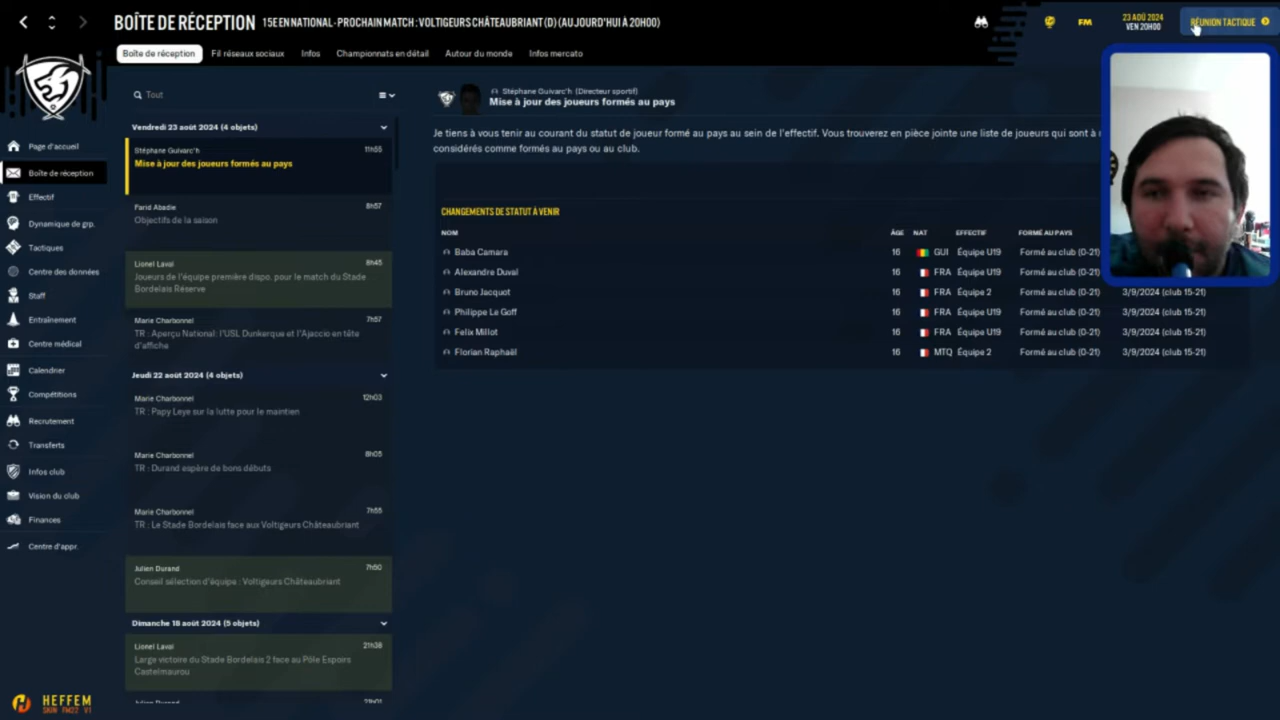 BOÎTE DE RÉCEPTION
15E EN NATIONAL - PROCHAIN MATCH : VOLTIGEURS CHÂTEAUBRIANT (D) (AUJOURD'HUI À 20H00)
FM
23 AOÛ 2024
VEN 20H00
RÉUNION TACTIQUE
Boîte de réception
Fil réseaux sociaux
Infos
Championnats en détail
Autour du monde
Infos mercato
Page d'accueil
Boîte de réception
Effectif
Dynamique de grp.
Tactiques
Centre des données
Staff
Entraînement
Centre médical
Calendrier
Compétitions
Recrutement
Transferts
Infos club
Vision du club
Finances
Centre d'appr.
HEFFEM
SKIN FM22 V1
Tout
Vendredi 23 août 2024 (4 objets)
Stéphane Guivarc'h 11h55
Mise à jour des joueurs formés au pays
Farid Abadie 8h57
Objectifs de la saison
Lionel Laval 8h45
Joueurs de l'équipe première dispo. pour le match du Stade
Bordelais Réserve
Marie Charbonnel 7h57
TR : Aperçu National: l'USL Dunkerque et l'Ajaccio en tête
d'affiche
Jeudi 22 août 2024 (4 objets)
Marie Charbonnel 12h03
TR : Papy Leye sur la lutte pour le maintien
Marie Charbonnel 8h05
TR : Durand espère de bons débuts
Marie Charbonnel 7h55
TR : Le Stade Bordelais face aux Voltigeurs Châteaubriant
Julien Durand 7h50
Conseil sélection d'équipe : Voltigeurs Châteaubriant
Dimanche 18 août 2024 (5 objets)
Lionel Laval 21h38
Large victoire du Stade Bordelais 2 face au Pôle Espoirs
Castelmaurou
Julien Durand 21h01
Stéphane Guivarc'h (Directeur sportif)
Mise à jour des joueurs formés au pays
Je tiens à vous tenir au courant du statut de joueur formé au pays au sein de l'effectif. Vous trouverez en pièce jointe une liste de joueurs qui sont à
considérés comme formés au pays ou au club.
CHANGEMENTS DE STATUT À VENIR
NOM ÂGE NAT EFFECTIF FORMÉ AU PAYS
Baba Camara 16 GUI Équipe U19 Formé au club (0-21)
Alexandre Duval 16 FRA Équipe U19 Formé au club (0-21)
Bruno Jacquot 16 FRA Équipe 2 Formé au club (0-21) 3/9/2024 (club 15-21)
Philippe Le Goff 16 FRA Équipe U19 Formé au club (0-21) 3/9/2024 (club 15-21)
Felix Millot 16 FRA Équipe U19 Formé au club (0-21) 3/9/2024 (club 15-21)
Florian Raphaël 16 MTQ Équipe 2 Formé au club (0-21) 3/9/2024 (club 15-21)